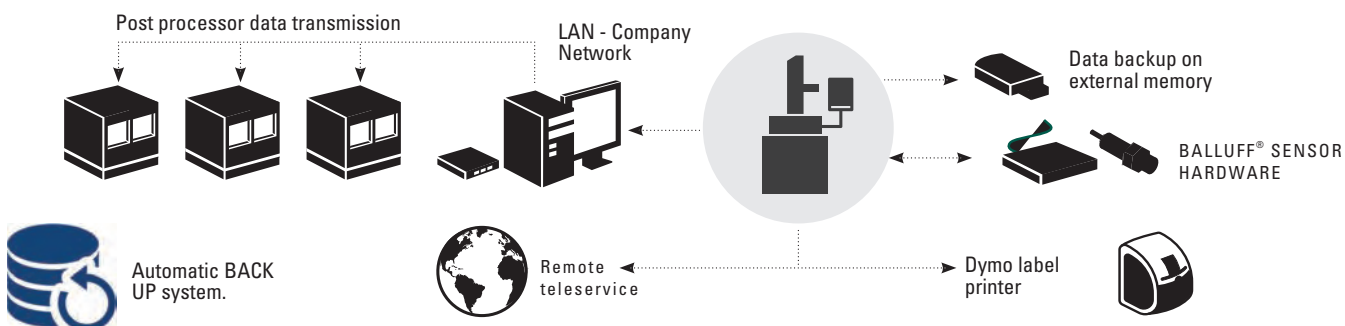 Post processor data transmission
LAN - Company
Network
Data backup on
external memory
BALLUFF® SENSOR
HARDWARE
Automatic BACK
UP system.
Remote
teleservice
Dymo label
printer